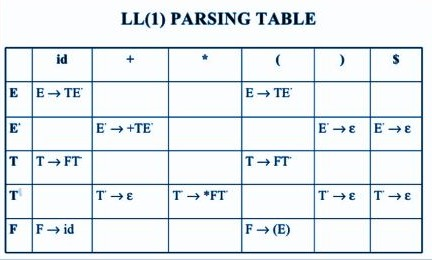 LL(1) PARSING TABLE
id + * ( ) $
E E → TE' E → TE'
E' E' → +TE' E' → ε E' → ε
T T → FT' T → FT'
T' T' → ε T' → *FT' T' → ε T' → ε
F F → id F → (E)